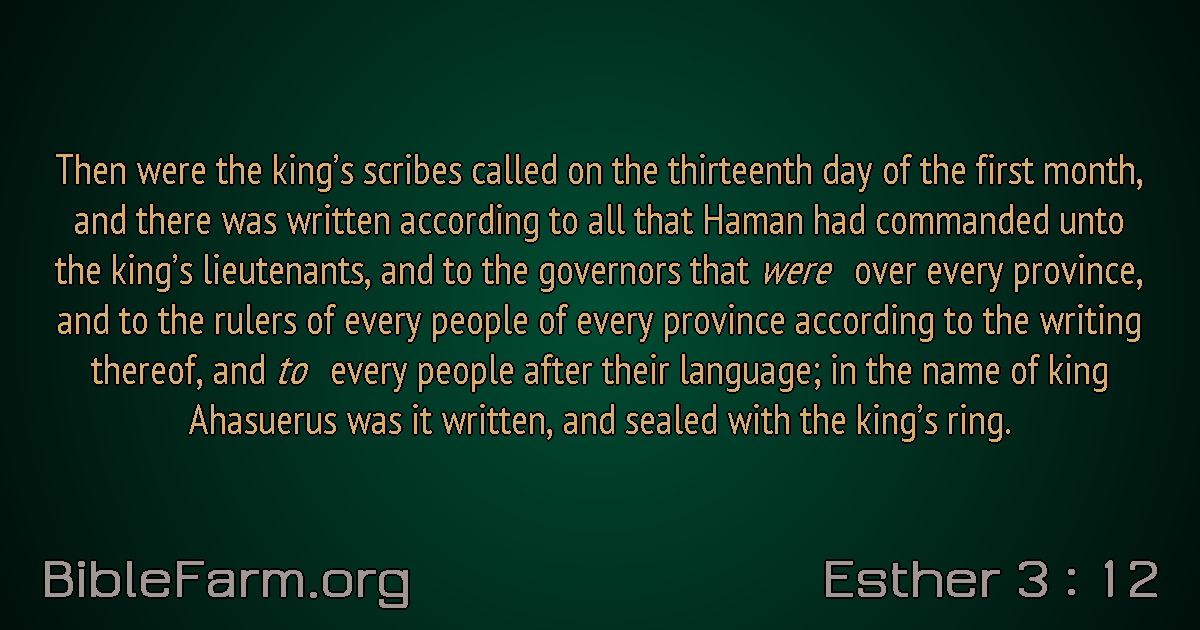 Then were the king’s scribes called on the thirteenth day of the first month,
and there was written according to all that Haman had commanded unto
the king’s lieutenants, and to the governors that were over every province,
and to the rulers of every people of every province according to the writing
thereof, and to every people after their language; in the name of king
Ahasuerus was it written, and sealed with the king’s ring.
BibleFarm.org
Esther 3 : 12